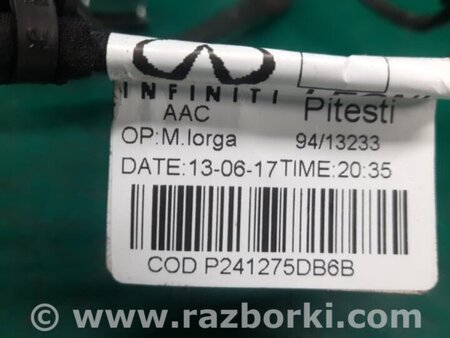 INFINITI
AAC Pitesti
OP:M.Iorga 94/13233
DATE:13-06-17TIME:20:35
COD P241275DB6B
© www.razborki.com